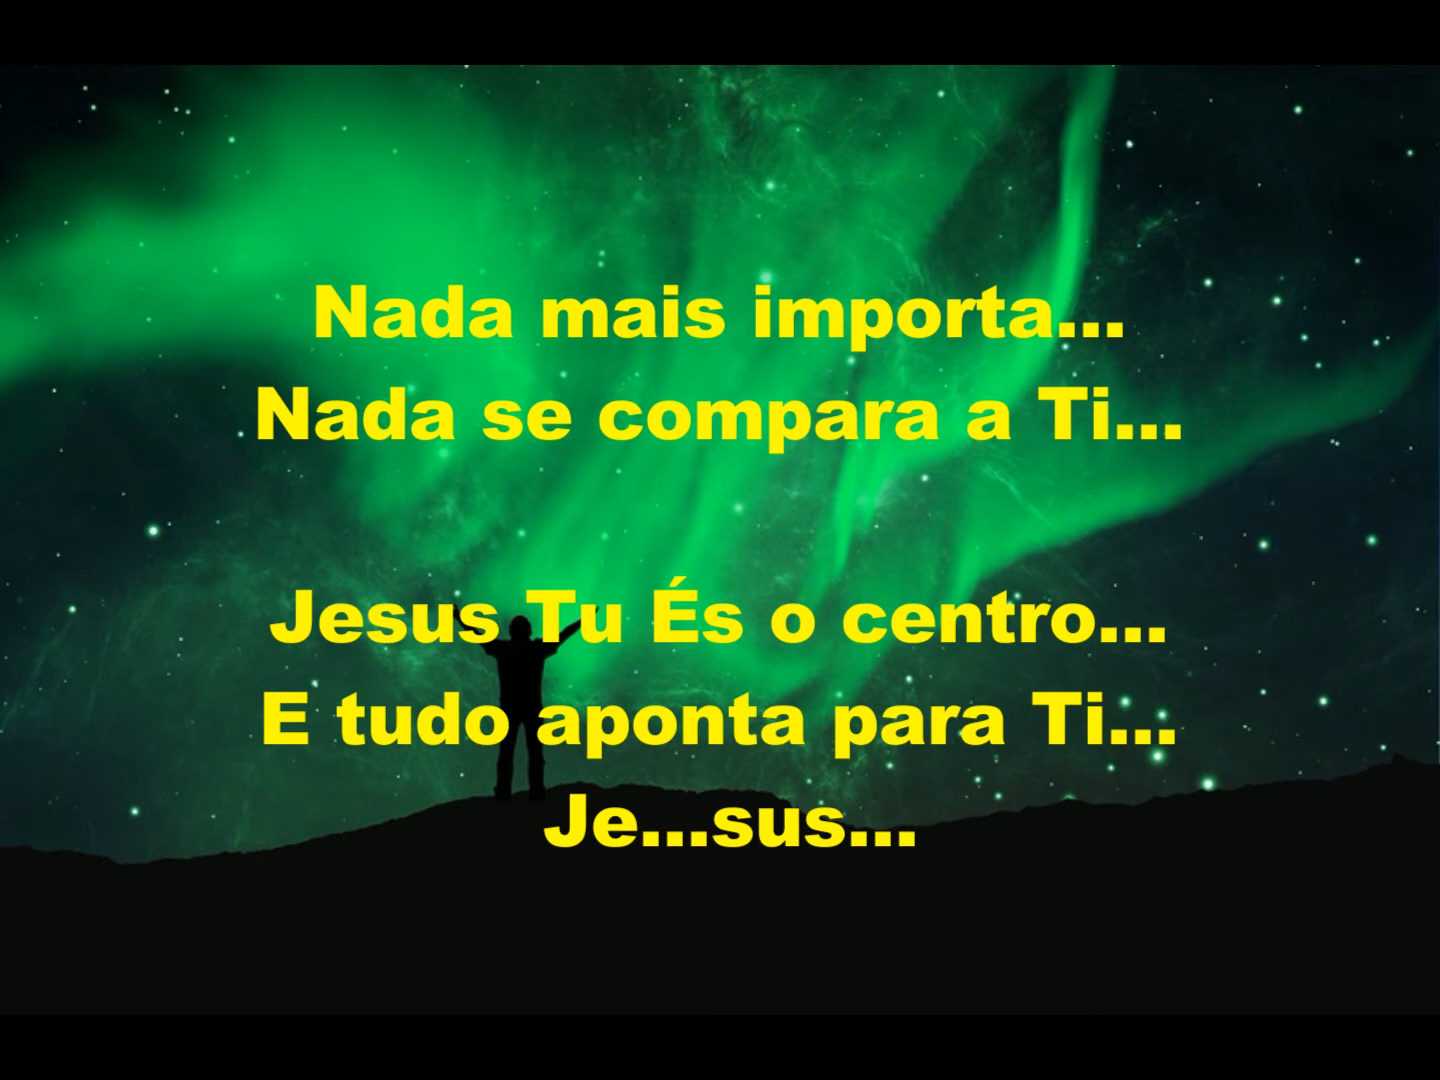 Nada mais importa...
Nada se compara a Ti...
Jesus Tu És o centro...
E tudo aponta para Ti...
Je...sus...